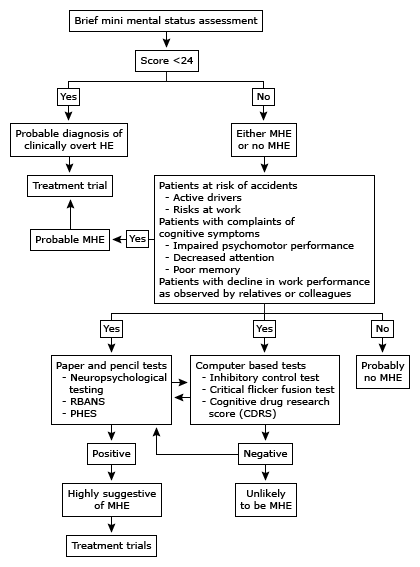 Brief mini mental status assessment
Score <24
Yes
No
Probable diagnosis of
clinically overt HE
Either MHE
or no MHE
Treatment trial
Patients at risk of accidents
- Active drivers
- Risks at work
Patients with complaints of
cognitive symptoms
- Impaired psychomotor performance
- Decreased attention
- Poor memory
Patients with decline in work performance
as observed by relatives or colleagues
Yes
Probable MHE
Yes
Yes
No
Paper and pencil tests
- Neuropsychological
testing
- RBANS
- PHES
Computer based tests
- Inhibitory control test
- Critical flicker fusion test
- Cognitive drug research
score (CDRS)
Probably
no MHE
Positive
Negative
Highly suggestive
of MHE
Unlikely
to be MHE
Treatment trials